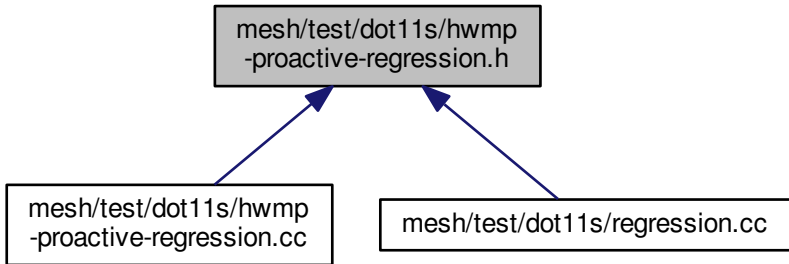 mesh/test/dot11s/hwmp
-proactive-regression.h
mesh/test/dot11s/hwmp
-proactive-regression.cc
mesh/test/dot11s/regression.cc